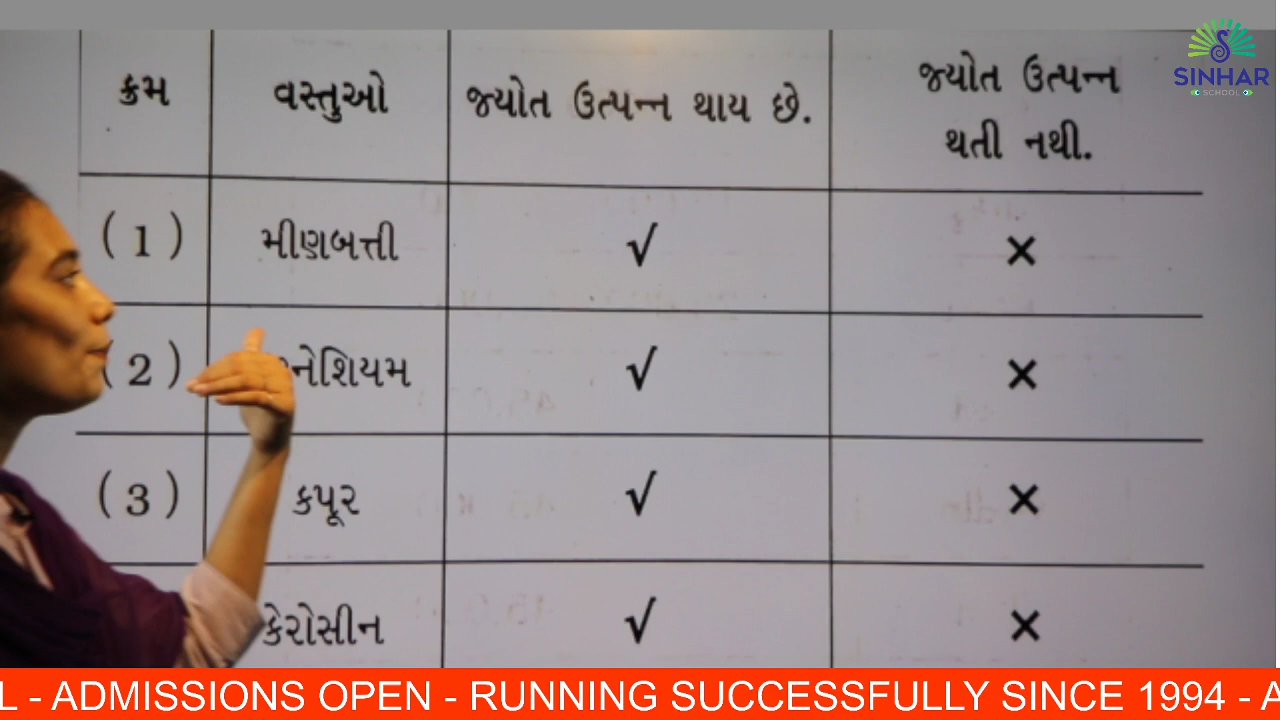 ક્રમ વસ્તુઓ જ્યોત ઉત્પન્ન થાય છે. જ્યોત ઉત્પન્ન
થતી નથી.
(1) મીણબત્તી √ ×
(2) √ ×
(3) કપૂર √ ×
કેરોસીન √ ×
SINHAR
SCHOOL
- ADMISSIONS OPEN - RUNNING SUCCESSFULLY SINCE 1994 -